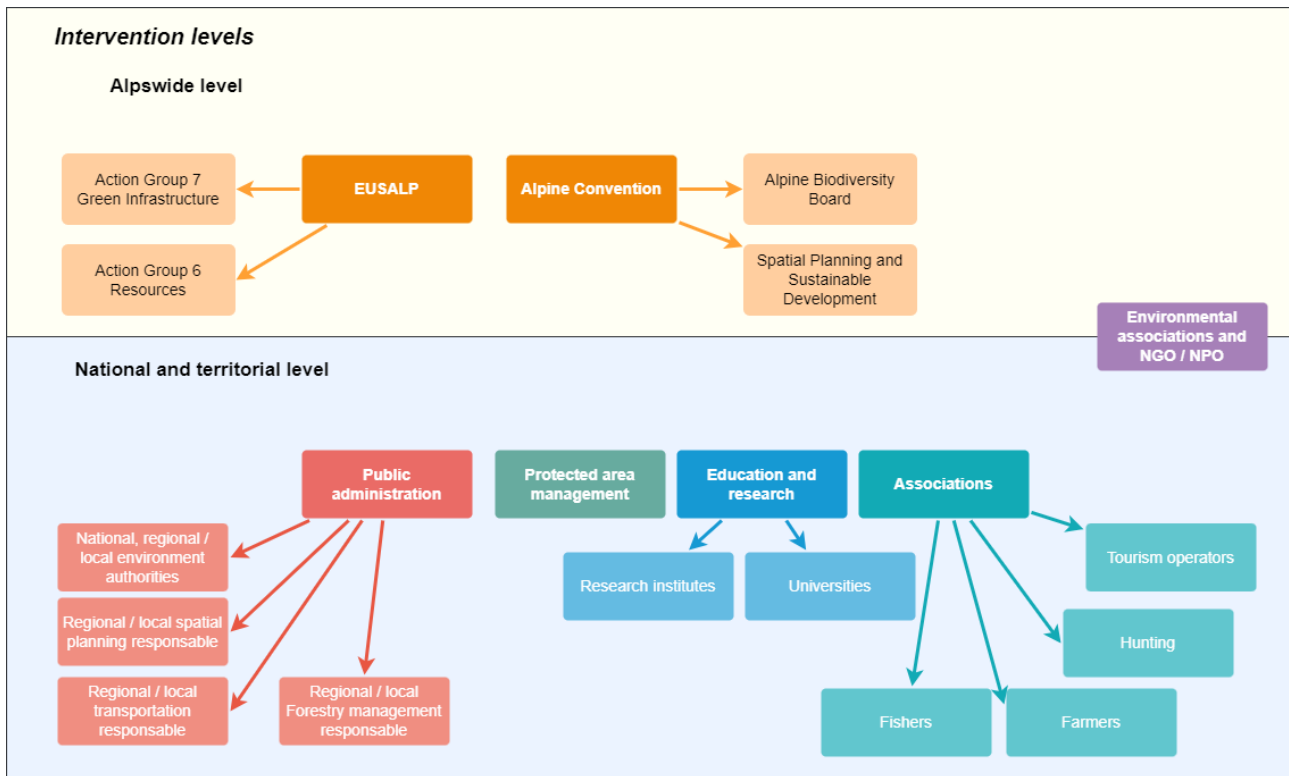 Intervention levels
Alpswide level
Action Group 7
Green Infrastructure
EUSALP
Alpine Convention
Alpine Biodiversity
Board
Action Group 6
Resources
Spatial Planning and
Sustainable
Development
Environmental
associations and
NGO / NPO
National and territorial level
Public
administration
Protected area
management
Education and
research
Associations
National, regional /
local environment
authorities
Research institutes
Universities
Tourism operators
Regional / local spatial
planning responsable
Hunting
Regional / local
transportation
responsable
Regional / local
Forestry management
responsable
Fishers
Farmers